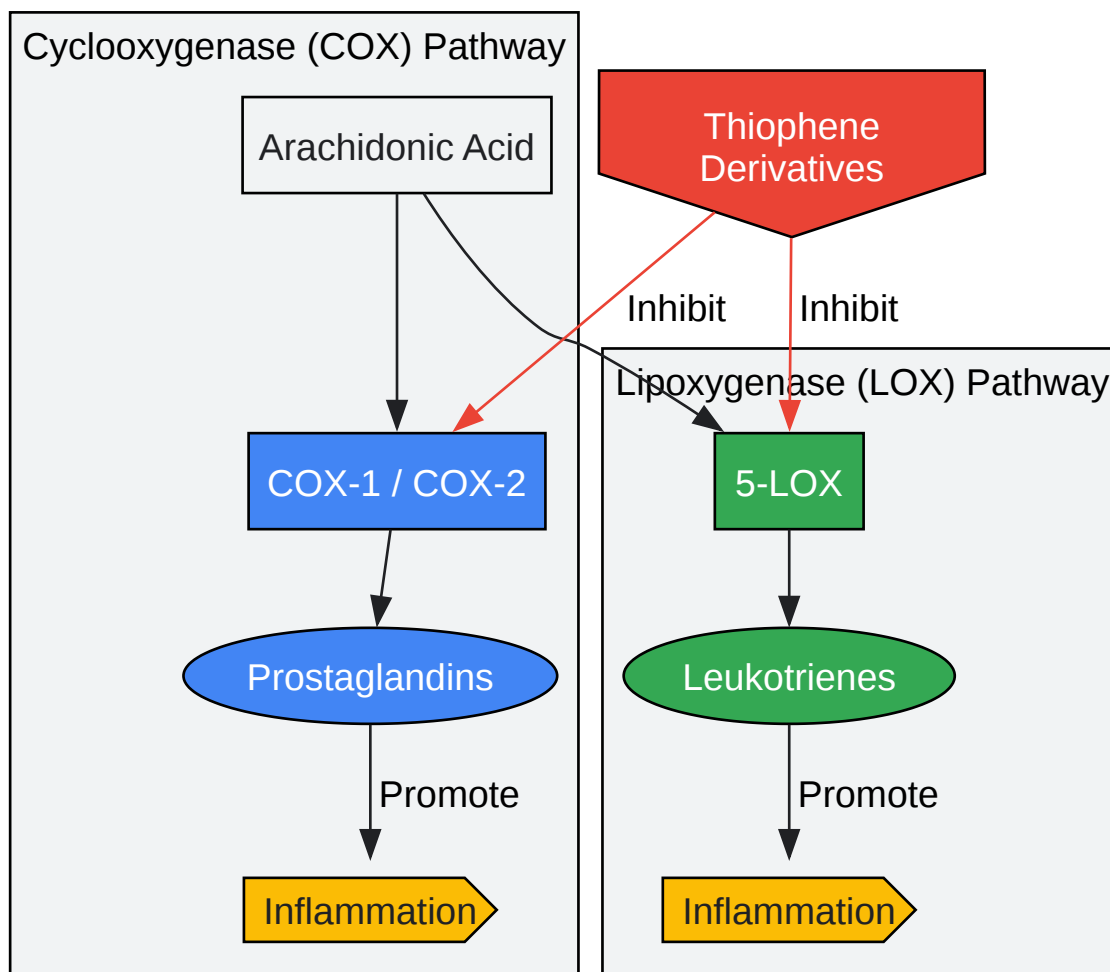 Cyclooxygenase (COX) Pathway
Arachidonic Acid
Thiophene
Derivatives
Inhibit
Inhibit
Lipoxygenase (LOX) Pathway
COX-1 / COX-2
5-LOX
Prostaglandins
Leukotrienes
Promote
Promote
Inflammation
Inflammation